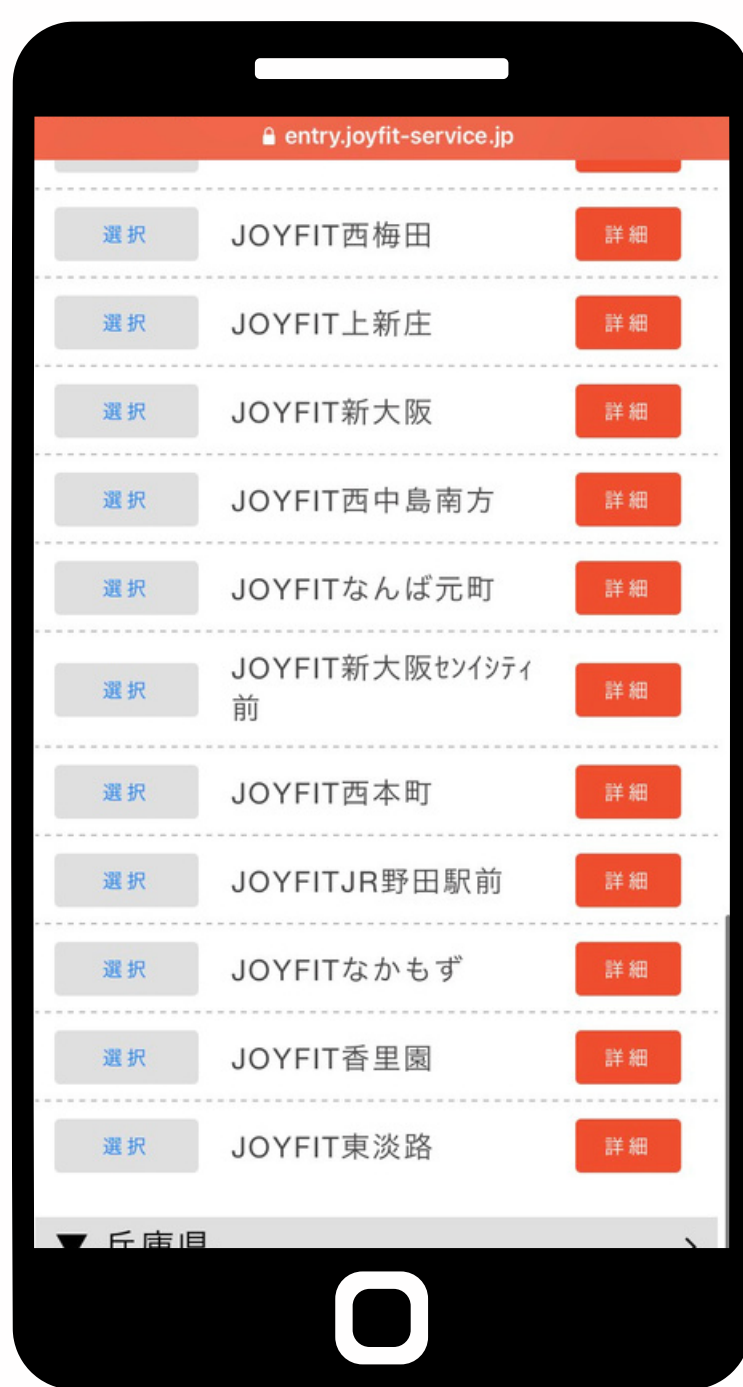 entry.joyfit-service.jp
選択 JOYFIT西梅田 詳細
選択 JOYFIT上新庄 詳細
選択 JOYFIT新大阪 詳細
選択 JOYFIT西中島南方 詳細
選択 JOYFITなんば元町 詳細
選択 JOYFIT新大阪ｾﾝｲｼﾃｨ 詳細
前
選択 JOYFIT西本町 詳細
選択 JOYFITJR野田駅前 詳細
選択 JOYFITなかもず 詳細
選択 JOYFIT香里園 詳細
選択 JOYFIT東淡路 詳細
▼ 兵庫県